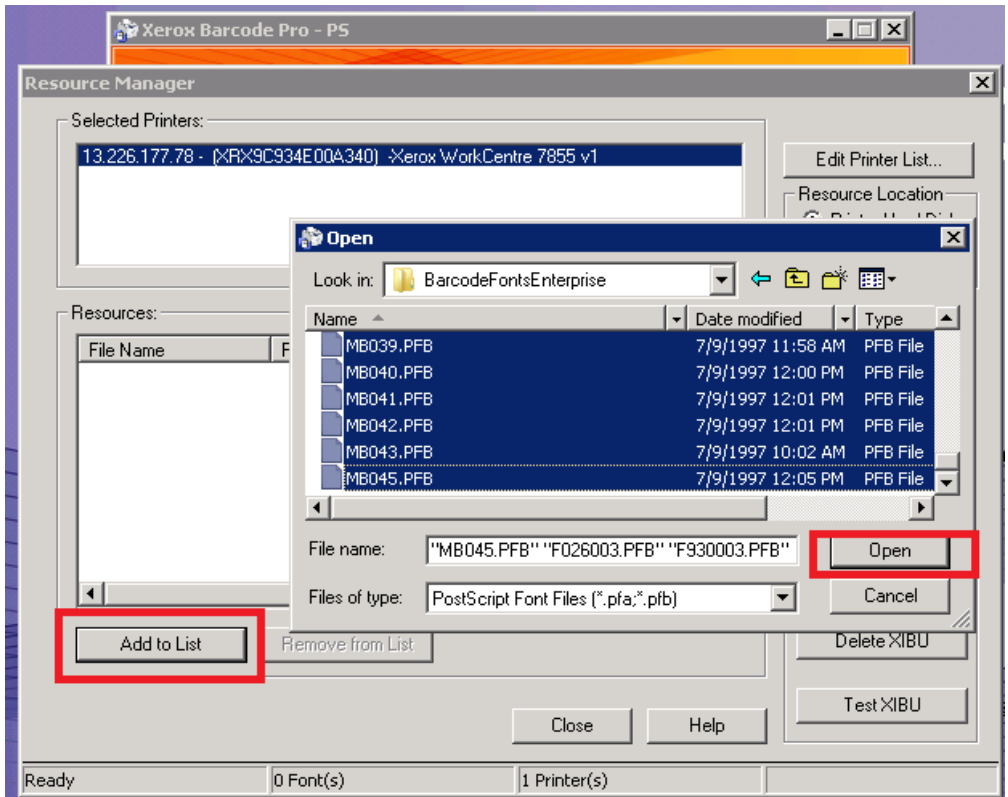 Xerox Barcode Pro - PS
Resource Manager
Selected Printers:
13.226.177.78 - (XRX9C934E00A340) -Xerox WorkCentre 7855 v1
Edit Printer List...
Resource Location
Open
Look in: BarcodeFontsEnterprise
Resources:
File Name
Name Date modified Type
MB039.PFB 7/9/1997 11:58 AM PFB File
MB040.PFB 7/9/1997 12:00 PM PFB File
MB041.PFB 7/9/1997 12:01 PM PFB File
MB042.PFB 7/9/1997 12:01 PM PFB File
MB043.PFB 7/9/1997 10:02 AM PFB File
MB045.PFB 7/9/1997 12:05 PM PFB File
File name: "MB045.PFB" "F026003.PFB" "F930003.PFB" Open
Files of type: PostScript Font Files (*.pfa;*.pfb) Cancel
Add to List Remove from List Delete XIBU
Test XIBU
Close Help
Ready 0 Font(s) 1 Printer(s)